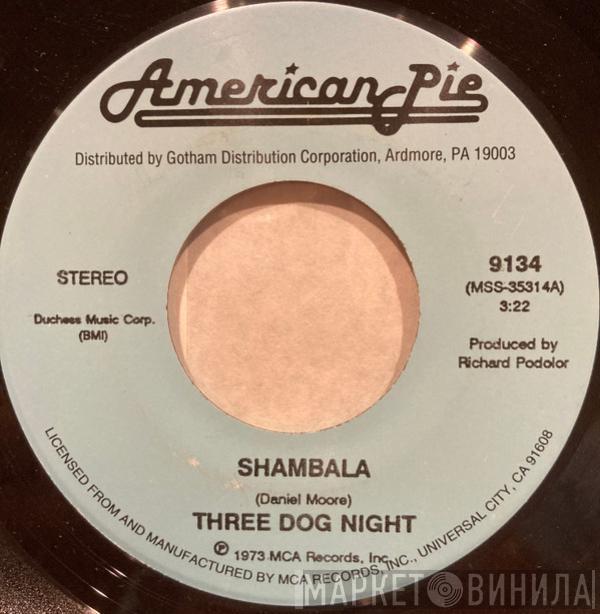 American Pie
Distributed by Gotham Distribution Corporation, Ardmore, PA 19003
STEREO
Duchess Music Corp.
(BMI)
9134
(MSS-35314A)
3:22
Produced by
Richard Podolor
SHAMBALA
(Daniel Moore)
THREE DOG NIGHT
℗ 1973 MCA Records, Inc.
LICENSED FROM AND MANUFACTURED BY MCA RECORDS, INC., UNIVERSAL CITY, CA 91608
МАРКЕТ ВИНИЛА